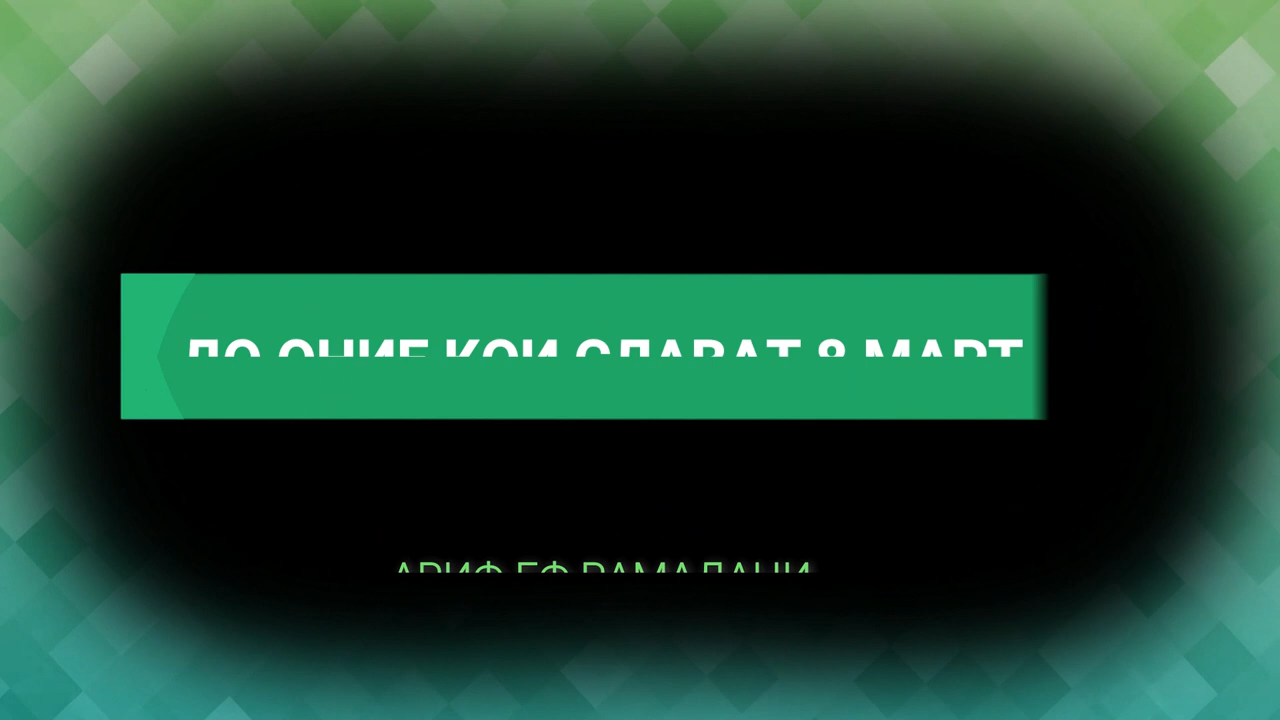 ДО ОНИЕ КОИ СЛАВАТ 8 МАРТ
АРИФ ЕФ РАМАДАНИ